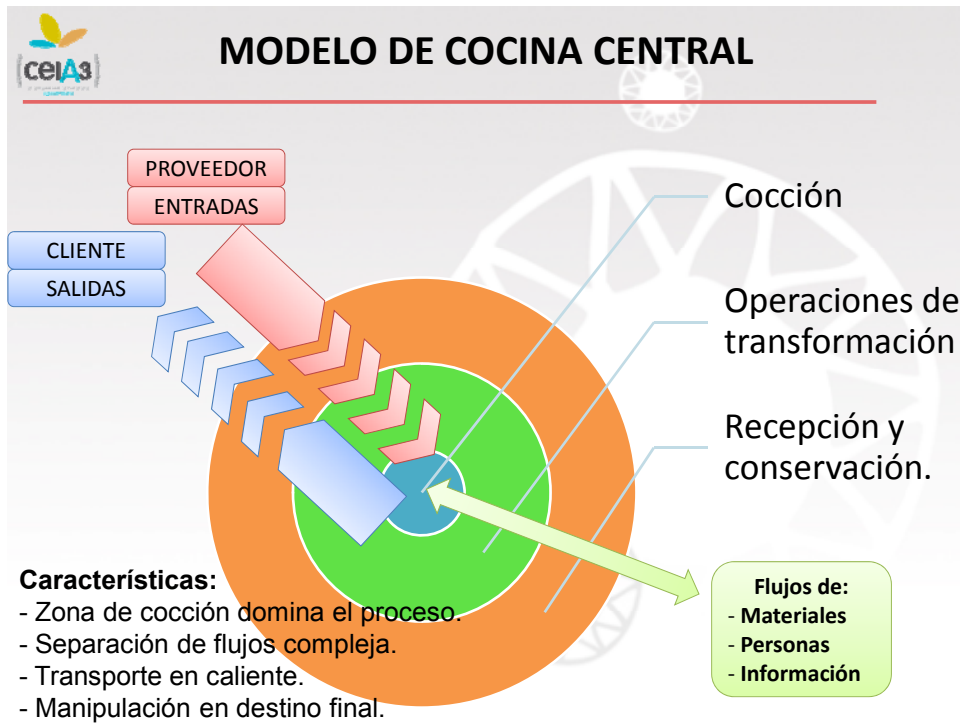 ceiA3
MODELO DE COCINA CENTRAL
PROVEEDOR
ENTRADAS
CLIENTE
SALIDAS
Cocción
Operaciones de
transformación
Recepción y
conservación.
Características:
- Zona de cocción domina el proceso.
- Separación de flujos compleja.
- Transporte en caliente.
- Manipulación en destino final.
Flujos de:
- Materiales
- Personas
- Información